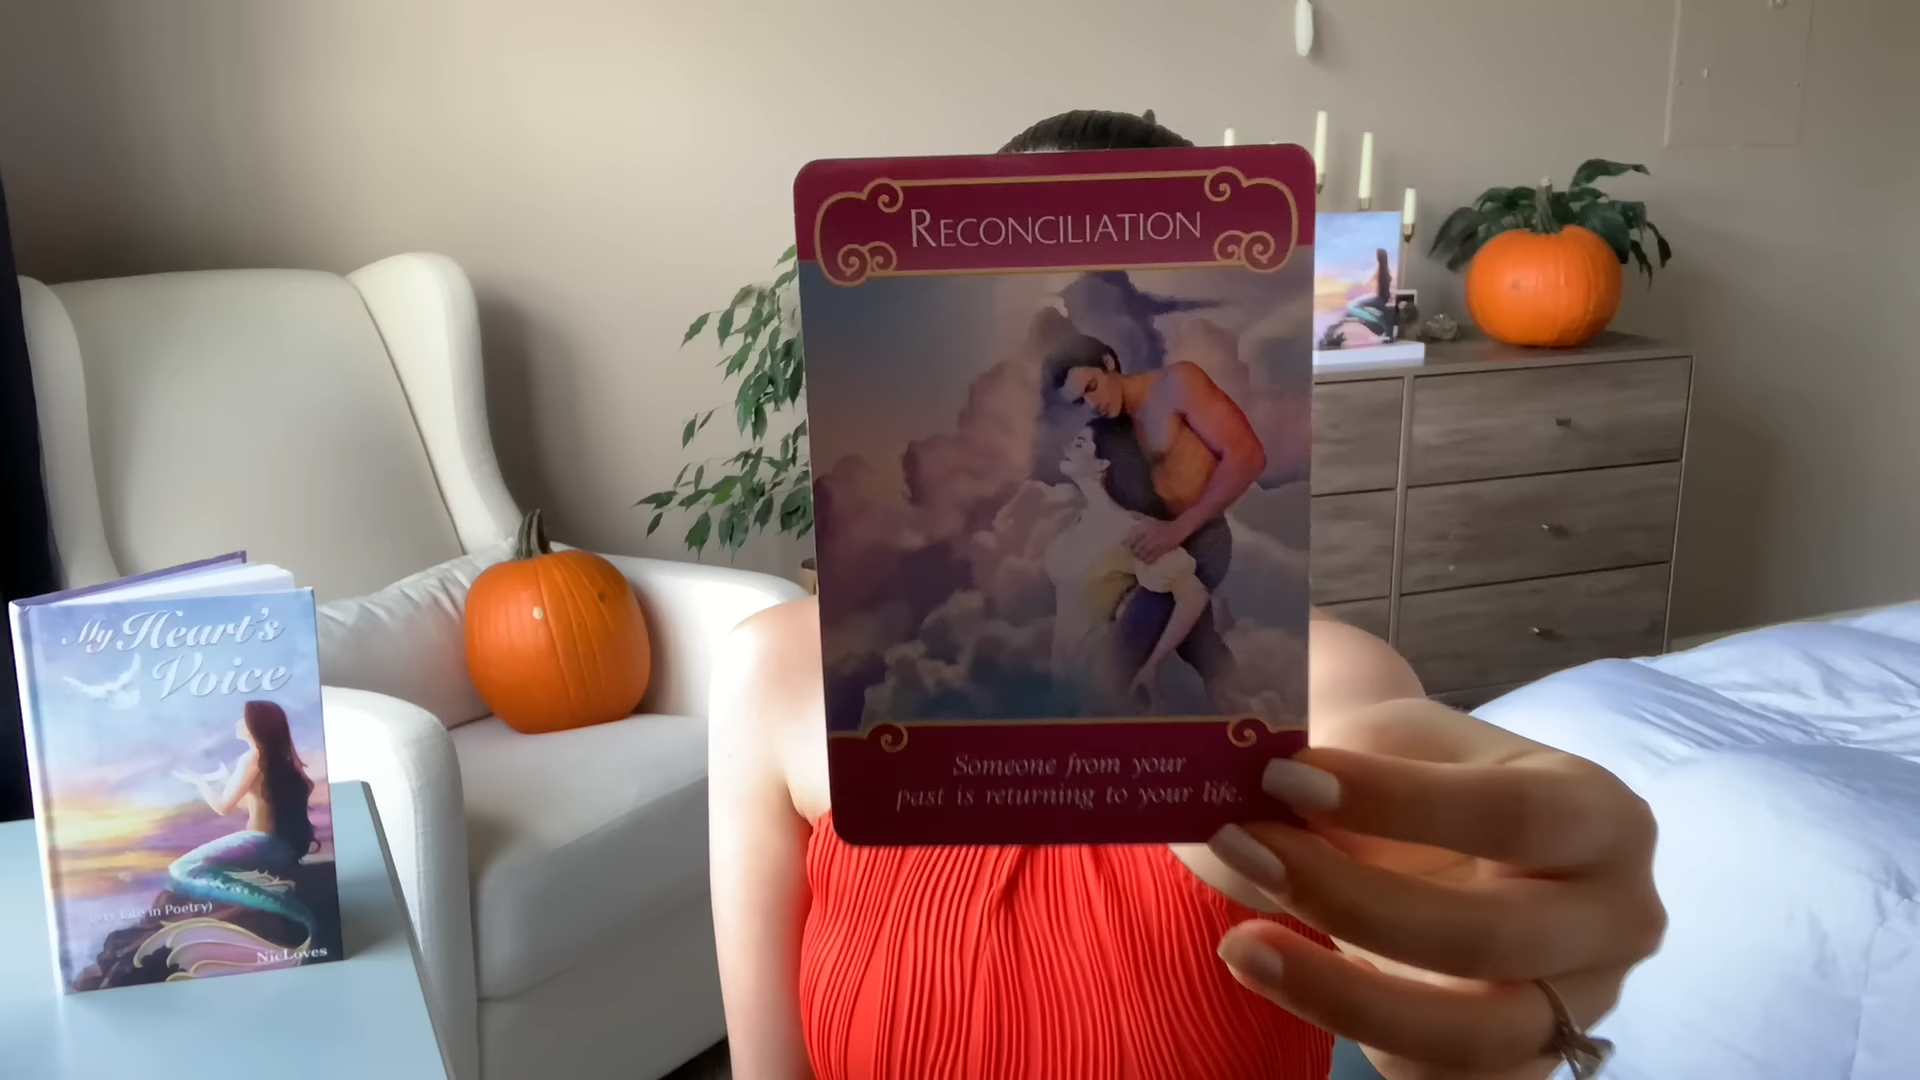 RECONCILIATION
Someone from your
past is returning to your life.
My Heart's
Voice
(My Life in Poetry)
NicLoves